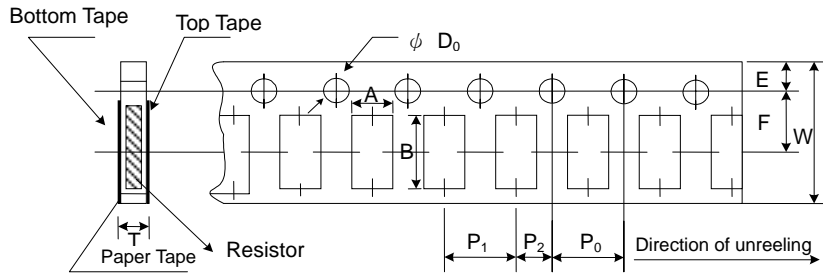 Bottom Tape
Top Tape
ψ D0
A
B
E
F
W
T
P1
P2
P0
Paper Tape
Resistor
Direction of unreeling